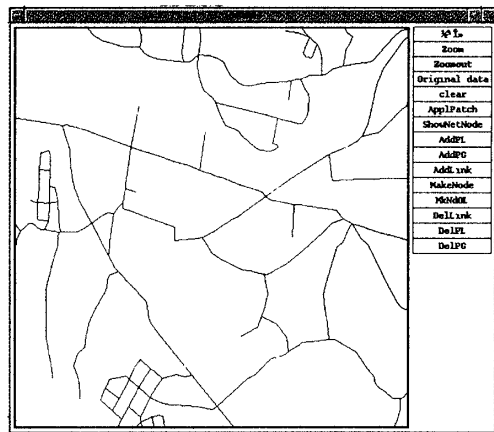 Zoom
Zoomout
Original data
clear
ApplPatch
ShowNetNode
AddPL
AddPG
AddLink
MakeNode
MkNdOL
DelLink
DelPL
DelPG